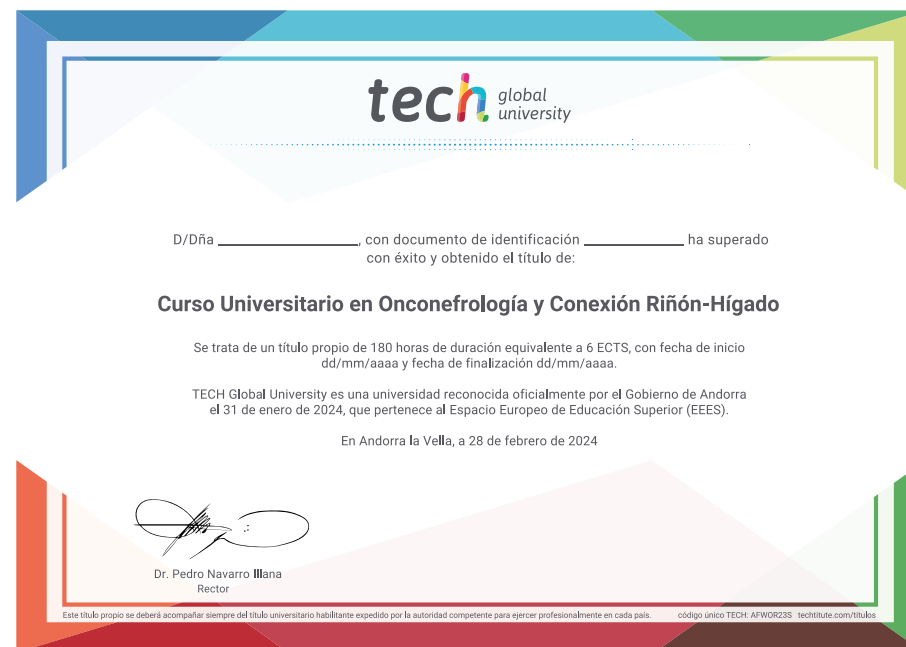 tech global university
D/Dña ____________________, con documento de identificación ______________ ha superado
con éxito y obtenido el título de:
Curso Universitario en Onconefrología y Conexión Riñón-Hígado
Se trata de un título propio de 180 horas de duración equivalente a 6 ECTS, con fecha de inicio
dd/mm/aaaa y fecha de finalización dd/mm/aaaa.
TECH Global University es una universidad reconocida oficialmente por el Gobierno de Andorra
el 31 de enero de 2024, que pertenece al Espacio Europeo de Educación Superior (EEES).
En Andorra la Vella, a 28 de febrero de 2024
Dr. Pedro Navarro Illana
Rector
Este título propio se deberá acompañar siempre del título universitario habilitante expedido por la autoridad competente para ejercer profesionalmente en cada país. código único TECH: AFWOR23S techtitute.com/títulos